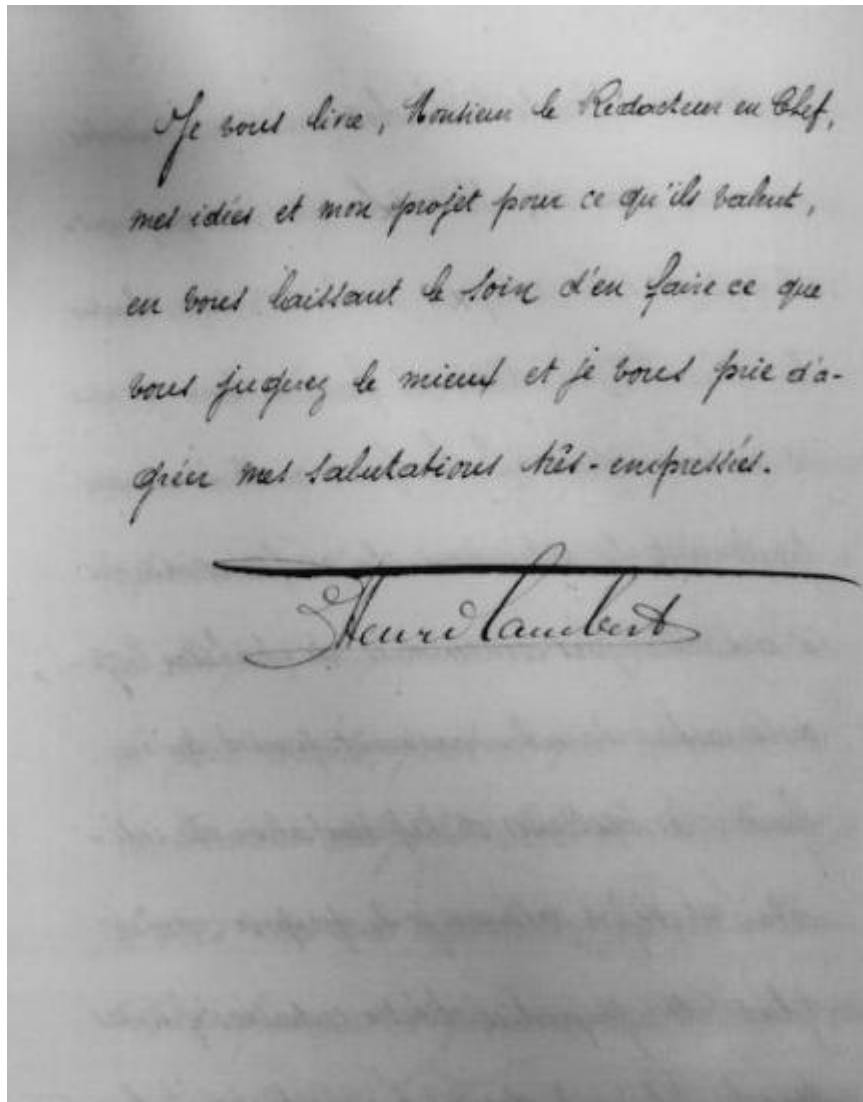 Je vous livre, Monsieur le Rédacteur en Chef,
mes idées et mon projet pour ce qu'ils valent,
en vous laissant le soin d'en faire ce que
vous jugerez le mieux et je vous prie d'a-
gréer mes salutations très-empressées.
Henri Lambert